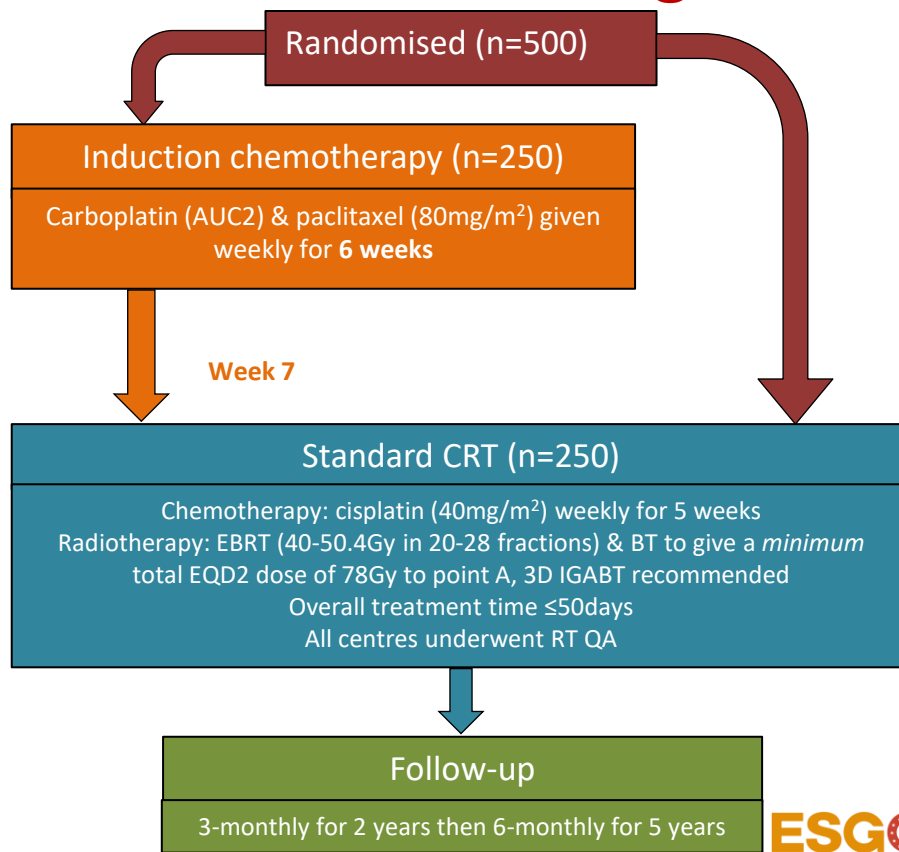 Randomised (n=500)
Induction chemotherapy (n=250)
Carboplatin (AUC2) & paclitaxel (80mg/m²) given
weekly for 6 weeks
Week 7
Standard CRT (n=250)
Chemotherapy: cisplatin (40mg/m²) weekly for 5 weeks
Radiotherapy: EBRT (40-50.4Gy in 20-28 fractions) & BT to give a minimum
total EQD2 dose of 78Gy to point A, 3D IGABT recommended
Overall treatment time ≤50days
All centres underwent RT QA
Follow-up
3-monthly for 2 years then 6-monthly for 5 years